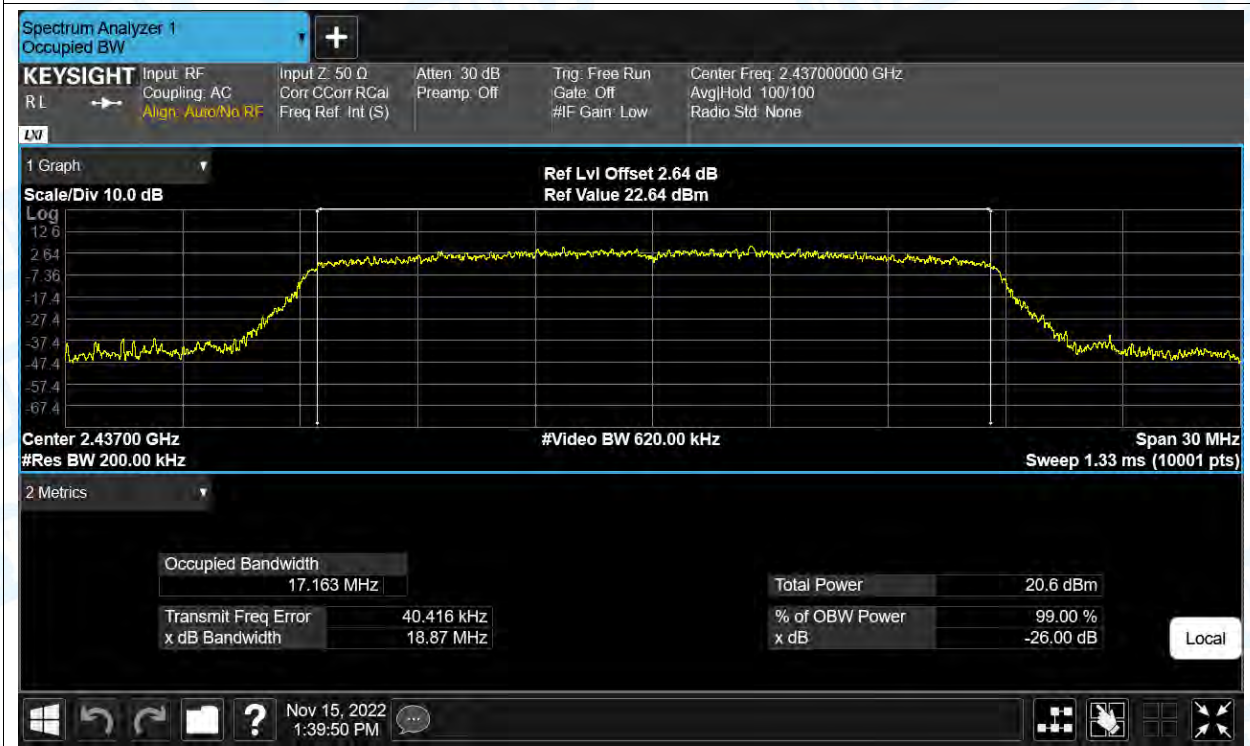 Spectrum Analyzer 1
Occupied BW
+
KEYSIGHT
RL
LXI
Input: RF
Coupling: AC
Align: Auto/No RF
Input Z: 50 Ω
Corr CCorr RCal
Freq Ref: Int (S)
Atten: 30 dB
Preamp: Off
Trig: Free Run
Gate: Off
#IF Gain: Low
Center Freq: 2.437000000 GHz
Avg|Hold: 100/100
Radio Std: None
1 Graph
Scale/Div 10.0 dB
Ref Lvl Offset 2.64 dB
Ref Value 22.64 dBm
Log
12.6
2.64
-7.36
-17.4
-27.4
-37.4
-47.4
-57.4
-67.4
Center 2.43700 GHz
#Video BW 620.00 kHz
Span 30 MHz
#Res BW 200.00 kHz
Sweep 1.33 ms (10001 pts)
2 Metrics
Occupied Bandwidth
17.163 MHz
Total Power 20.6 dBm
Transmit Freq Error 40.416 kHz
% of OBW Power 99.00 %
x dB Bandwidth 18.87 MHz
x dB -26.00 dB
Local
?
Nov 15, 2022
1:39:50 PM